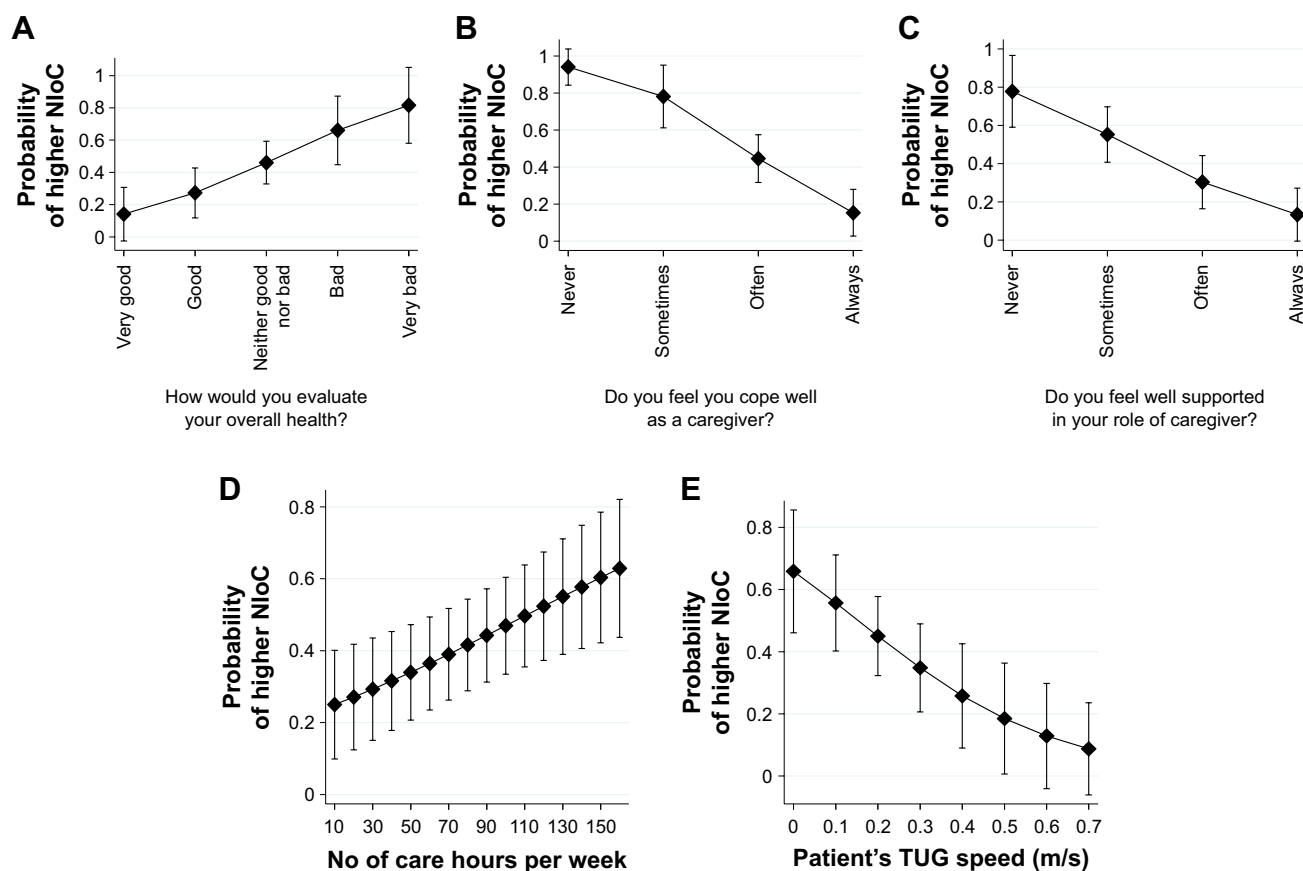 A
Probability
of higher NIoC
1
0.8
0.6
0.4
0.2
0
Very good
Good
Neither good
nor bad
Bad
Very bad
How would you evaluate
your overall health?
B
Probability
of higher NIoC
1
0.8
0.6
0.4
0.2
0
Never
Sometimes
Often
Always
Do you feel you cope well
as a caregiver?
C
Probability
of higher NIoC
1
0.8
0.6
0.4
0.2
0
Never
Sometimes
Often
Always
Do you feel well supported
in your role of caregiver?
D
Probability
of higher NIoC
0.8
0.6
0.4
0.2
0
10 30 50 70 90 110 130 150
No of care hours per week
E
Probability
of higher NIoC
0.8
0.6
0.4
0.2
0
0 0.1 0.2 0.3 0.4 0.5 0.6 0.7
Patient's TUG speed (m/s)